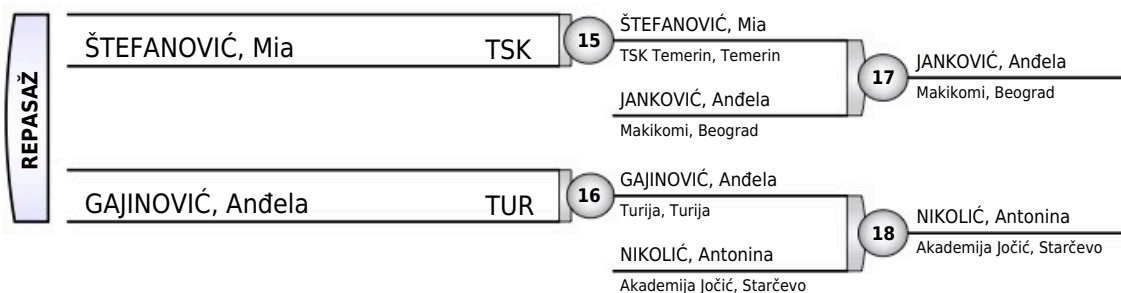 REPASAŽ
ŠTEFANOVIĆ, Mia TSK
15
ŠTEFANOVIĆ, Mia
TSK Temerin, Temerin
JANKOVIĆ, Anđela
Makikomi, Beograd
17
JANKOVIĆ, Anđela
Makikomi, Beograd
GAJINOVIĆ, Anđela TUR
16
GAJINOVIĆ, Anđela
Turija, Turija
NIKOLIĆ, Antonina
Akademija Jočić, Starčevo
18
NIKOLIĆ, Antonina
Akademija Jočić, Starčevo